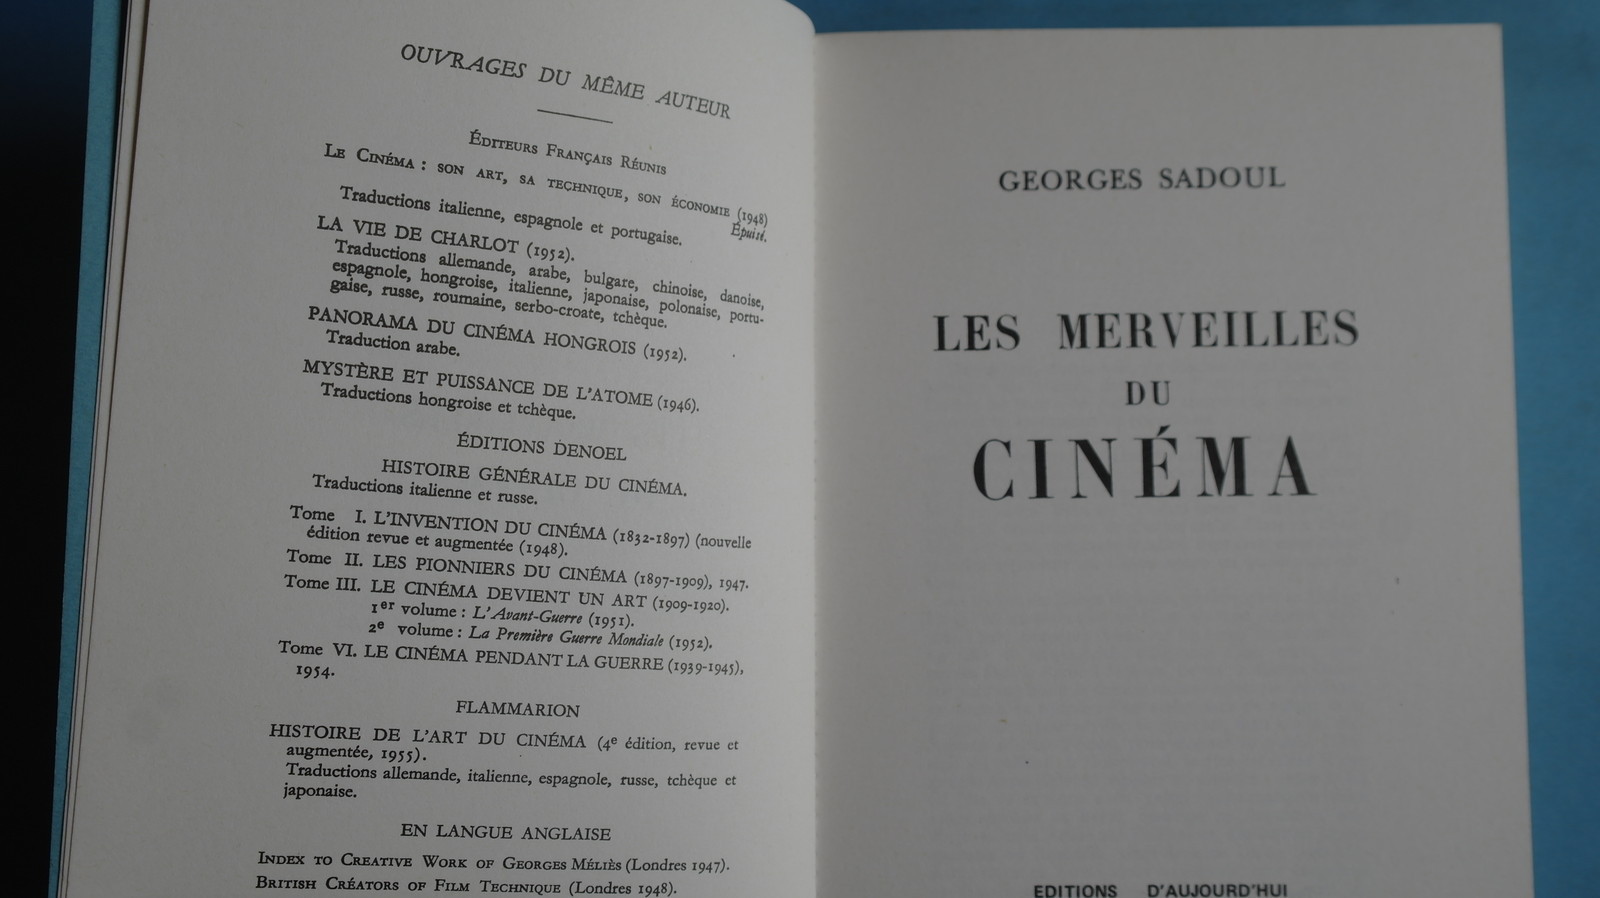 OUVRAGES DU MÊME AUTEUR
Éditeurs Français Réunis
Le Cinéma : son art, sa technique, son économie (1948)
Épuisé.
Traductions italienne, espagnole et portugaise.
LA VIE DE CHARLOT (1952).
Traductions allemande, arabe, bulgare, chinoise, danoise,
espagnole, hongroise, italienne, japonaise, polonaise, portu-
gaise, russe, roumaine, serbo-croate, tchèque.
PANORAMA DU CINÉMA HONGROIS (1952).
Traduction arabe.
MYSTÈRE ET PUISSANCE DE L'ATOME (1946).
Traductions hongroise et tchèque.
ÉDITIONS DENOEL
HISTOIRE GÉNÉRALE DU CINÉMA.
Traductions italienne et russe.
Tome I. L'INVENTION DU CINÉMA (1832-1897) (nouvelle
édition revue et augmentée (1948).
Tome II. LES PIONNIERS DU CINÉMA (1897-1909), 1947.
Tome III. LE CINÉMA DEVIENT UN ART (1909-1920).
1er volume : L'Avant-Guerre (1951).
2e volume : La Première Guerre Mondiale (1952).
Tome VI. LE CINÉMA PENDANT LA GUERRE (1939-1945),
1954.
FLAMMARION
HISTOIRE DE L'ART DU CINÉMA (4e édition, revue et
augmentée, 1955).
Traductions allemande, italienne, espagnole, russe, tchèque et
japonaise.
EN LANGUE ANGLAISE
Index to Creative Work of Georges Méliès (Londres 1947).
British Créators of Film Technique (Londres 1948).
GEORGES SADOUL
LES MERVEILLES
DU
CINÉMA
EDITIONS D'AUJOURD'HUI